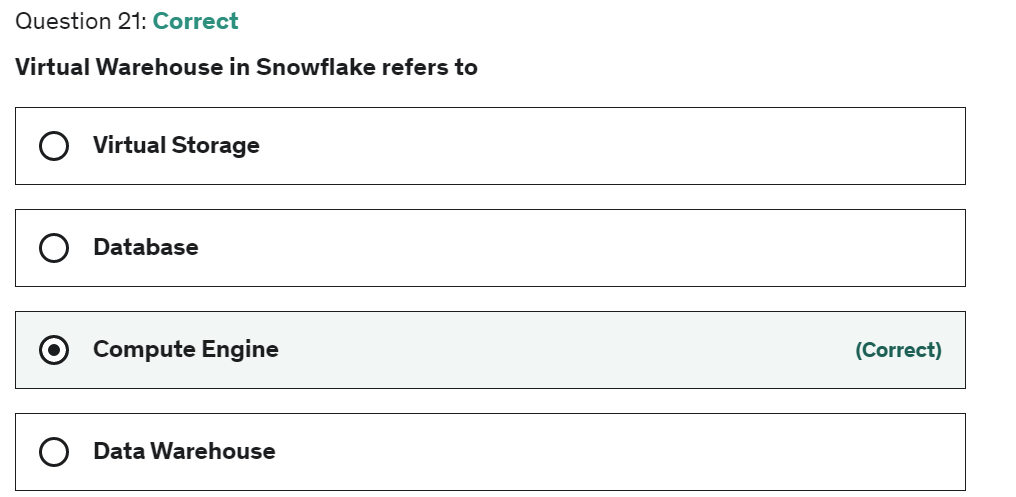 Question 21: Correct
Virtual Warehouse in Snowflake refers to
Virtual Storage
Database
Compute Engine (Correct)
Data Warehouse